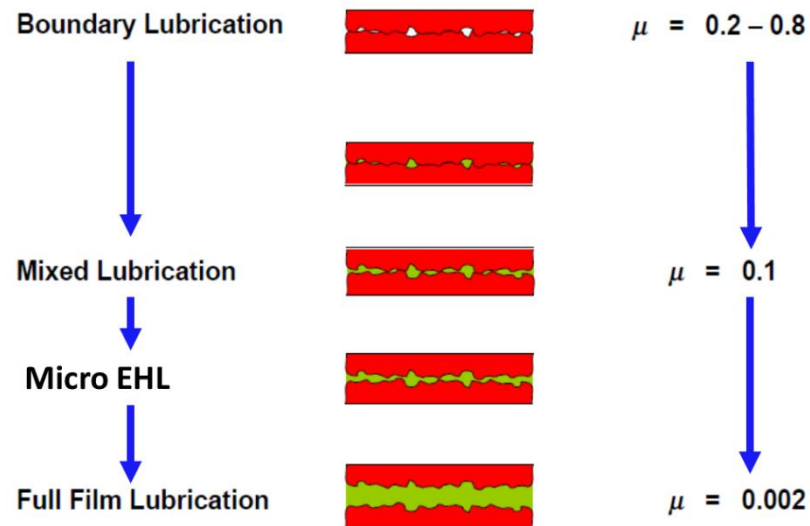 Boundary Lubrication μ = 0.2 – 0.8
Mixed Lubrication μ = 0.1
Micro EHL
Full Film Lubrication μ = 0.002